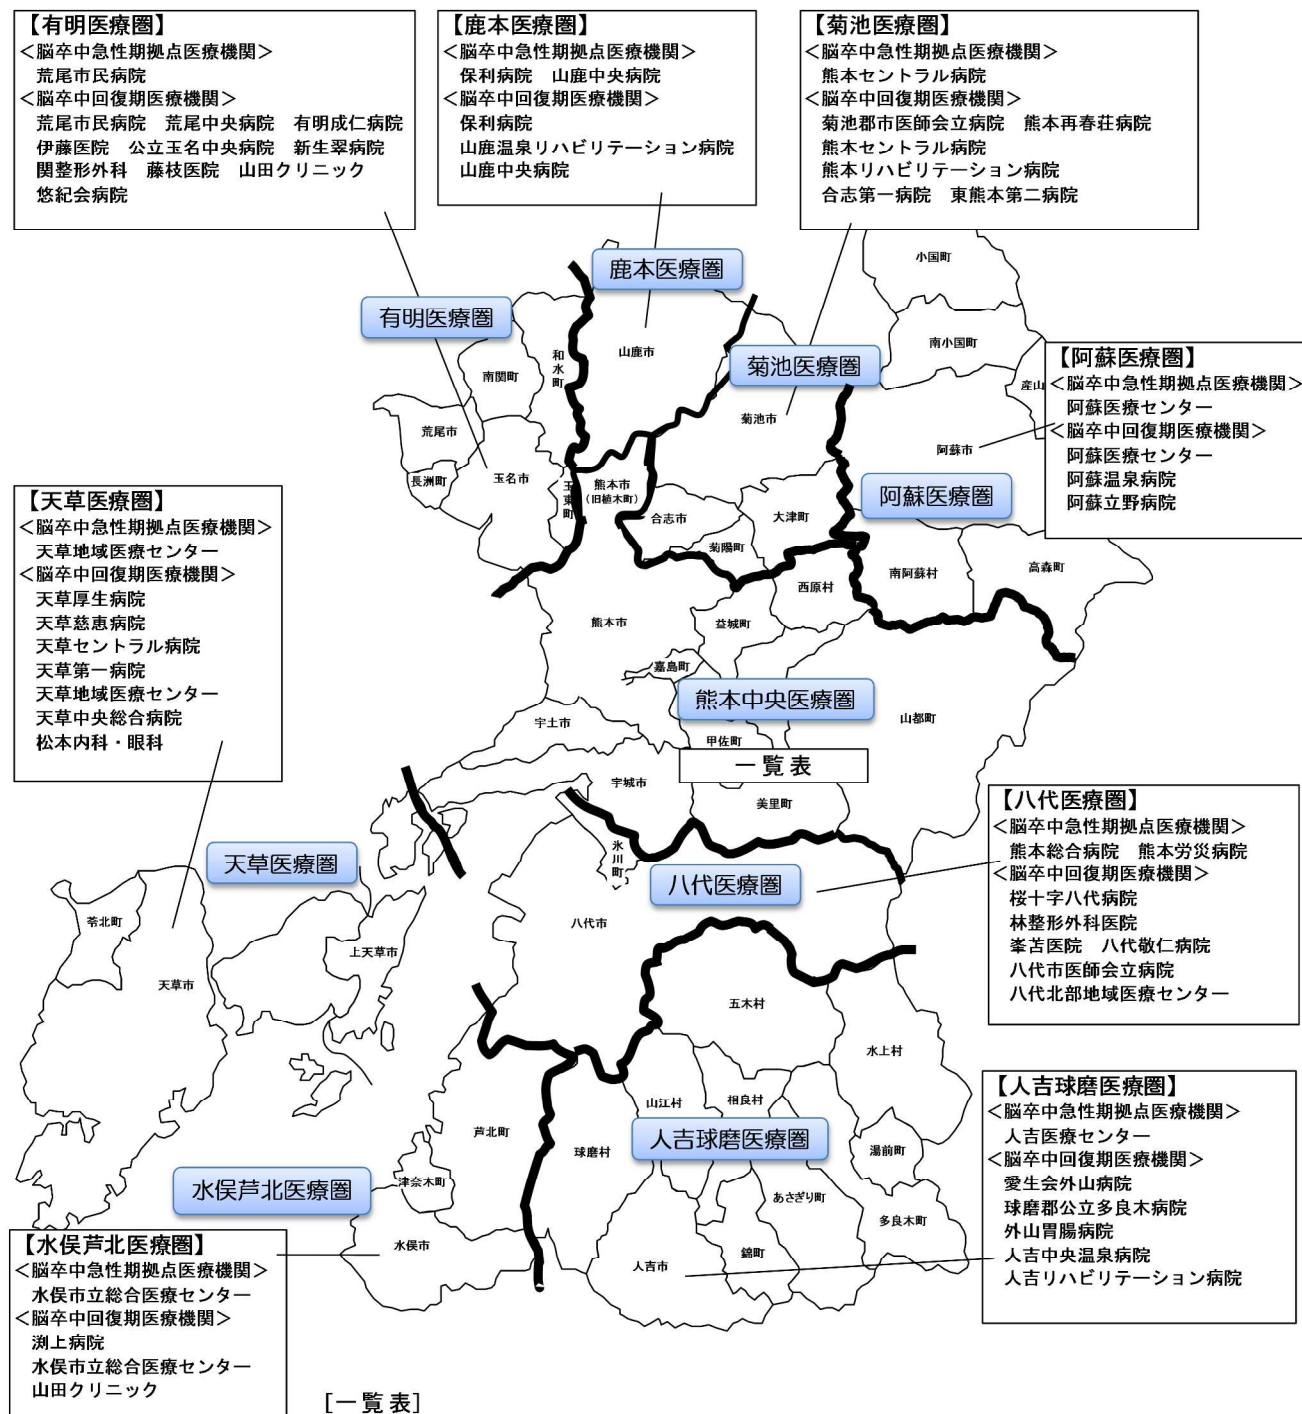 【有明医療圏】
<脳卒中急性期拠点医療機関>
荒尾市民病院
<脳卒中回復期医療機関>
荒尾市民病院　荒尾中央病院　有明成仁病院
伊藤医院　公立玉名中央病院　新生翠病院
関整形外科　藤枝医院　山田クリニック
悠紀会病院
【鹿本医療圏】
<脳卒中急性期拠点医療機関>
保利病院　山鹿中央病院
<脳卒中回復期医療機関>
保利病院
山鹿温泉リハビリテーション病院
山鹿中央病院
【菊池医療圏】
<脳卒中急性期拠点医療機関>
熊本セントラル病院
<脳卒中回復期医療機関>
菊池郡市医師会立病院　熊本再春荘病院
熊本セントラル病院
熊本リハビリテーション病院
合志第一病院　東熊本第二病院
小国町
鹿本医療圏
有明医療圏
南小国町
山鹿市
和水町
菊池医療圏
南関町
産山
【阿蘇医療圏】
<脳卒中急性期拠点医療機関>
阿蘇医療センター
<脳卒中回復期医療機関>
阿蘇医療センター
阿蘇温泉病院
阿蘇立野病院
菊池市
荒尾市
阿蘇市
長洲町
玉名市
玉東町
熊本市
(旧植木町)
阿蘇医療圏
合志市
大津町
菊陽町
西原村
南阿蘇村
高森町
【天草医療圏】
<脳卒中急性期拠点医療機関>
天草地域医療センター
<脳卒中回復期医療機関>
天草厚生病院
天草慈恵病院
天草セントラル病院
天草第一病院
天草地域医療センター
天草中央総合病院
松本内科・眼科
熊本市
益城町
嘉島町
熊本中央医療圏
山都町
宇土市
甲佐町
一覧表
宇城市
美里町
氷川町
【八代医療圏】
<脳卒中急性期拠点医療機関>
熊本総合病院　熊本労災病院
<脳卒中回復期医療機関>
桜十字八代病院
林整形外科医院
峯苫医院　八代敬仁病院
八代市医師会立病院
八代北部地域医療センター
天草医療圏
八代医療圏
苓北町
八代市
上天草市
天草市
五木村
水上村
山江村
相良村
芦北町
人吉球磨医療圏
球磨村
湯前町
【人吉球磨医療圏】
<脳卒中急性期拠点医療機関>
人吉医療センター
<脳卒中回復期医療機関>
愛生会外山病院
球磨郡公立多良木病院
外山胃腸病院
人吉中央温泉病院
人吉リハビリテーション病院
水俣芦北医療圏
津奈木町
あさぎり町
多良木町
水俣市
錦町
人吉市
【水俣芦北医療圏】
<脳卒中急性期拠点医療機関>
水俣市立総合医療センター
<脳卒中回復期医療機関>
渕上病院
水俣市立総合医療センター
山田クリニック
[一覧表]